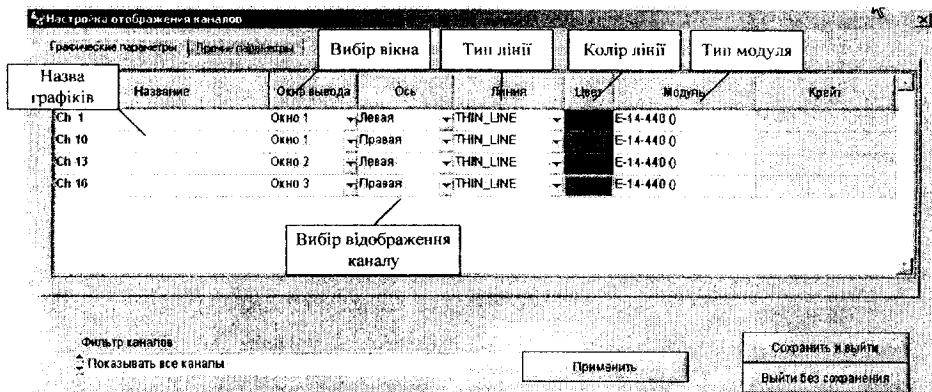 Настройка отображения каналов
Графические параметры Прочие параметры
Вибір вікна Тип лінії Колір лінії Тип модуля
Назва графіків
Название Окно вывода Ось Линия Цвет Модуль Крейт
Ch 1 Окно 1 Левая THIN_LINE E-14-440 ()
Ch 10 Окно 1 Правая THIN_LINE E-14-440 ()
Ch 13 Окно 2 Левая THIN_LINE E-14-440 ()
Ch 16 Окно 3 Правая THIN_LINE E-14-440 ()
Вибір відображення
каналу
Фильтр каналов
Показывать все каналы
Применить
Сохранить и выйти
Выйти без сохранения